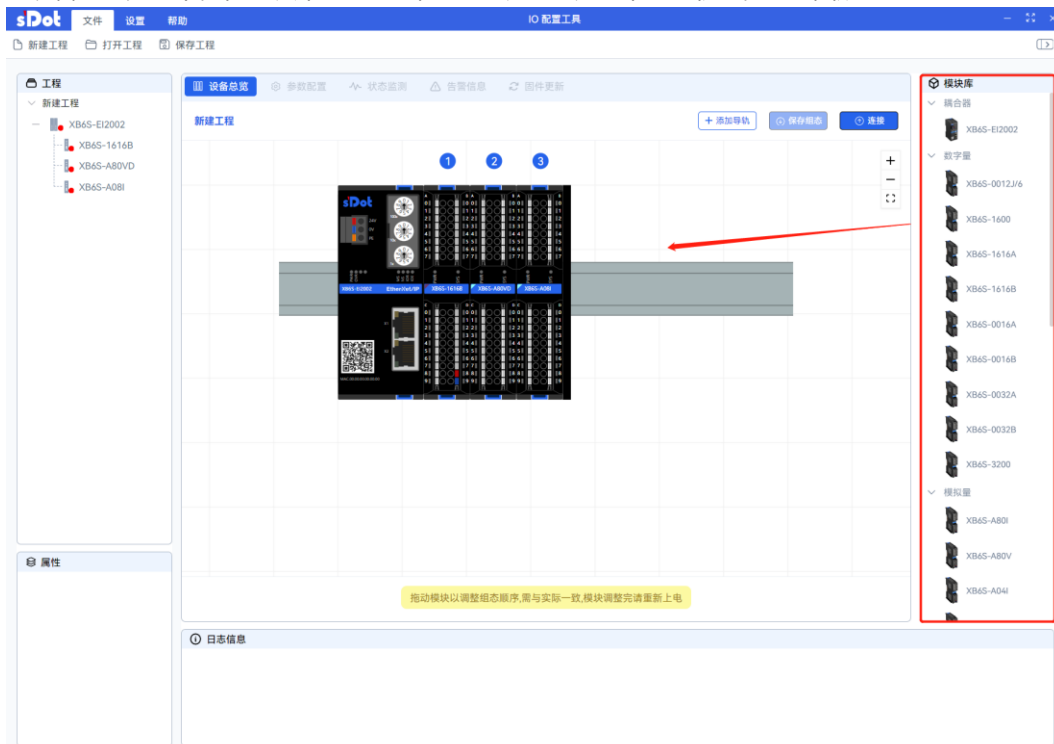 sDot 文件 设置 帮助 IO 配置工具
新建工程 打开工程 保存工程
工程
新建工程
XB6S-EI2002
XB6S-1616B
XB6S-A80VD
XB6S-A08I
设备总览 参数配置 状态监测 告警信息 固件更新
新建工程 + 添加导轨 保存组态 连接
1 2 3
sDot
XB6S-EI2002 EtherNet/IP XB6S-1616B XB6S-A80VD XB6S-A08I
拖动模块以调整组态顺序,需与实际一致,模块调整完请重新上电
模块库
耦合器
XB6S-EI2002
数字量
XB6S-0012J/6
XB6S-1600
XB6S-1616A
XB6S-1616B
XB6S-0016A
XB6S-0016B
XB6S-0032A
XB6S-0032B
XB6S-3200
模拟量
XB6S-A80I
XB6S-A80V
XB6S-A04I
属性
日志信息